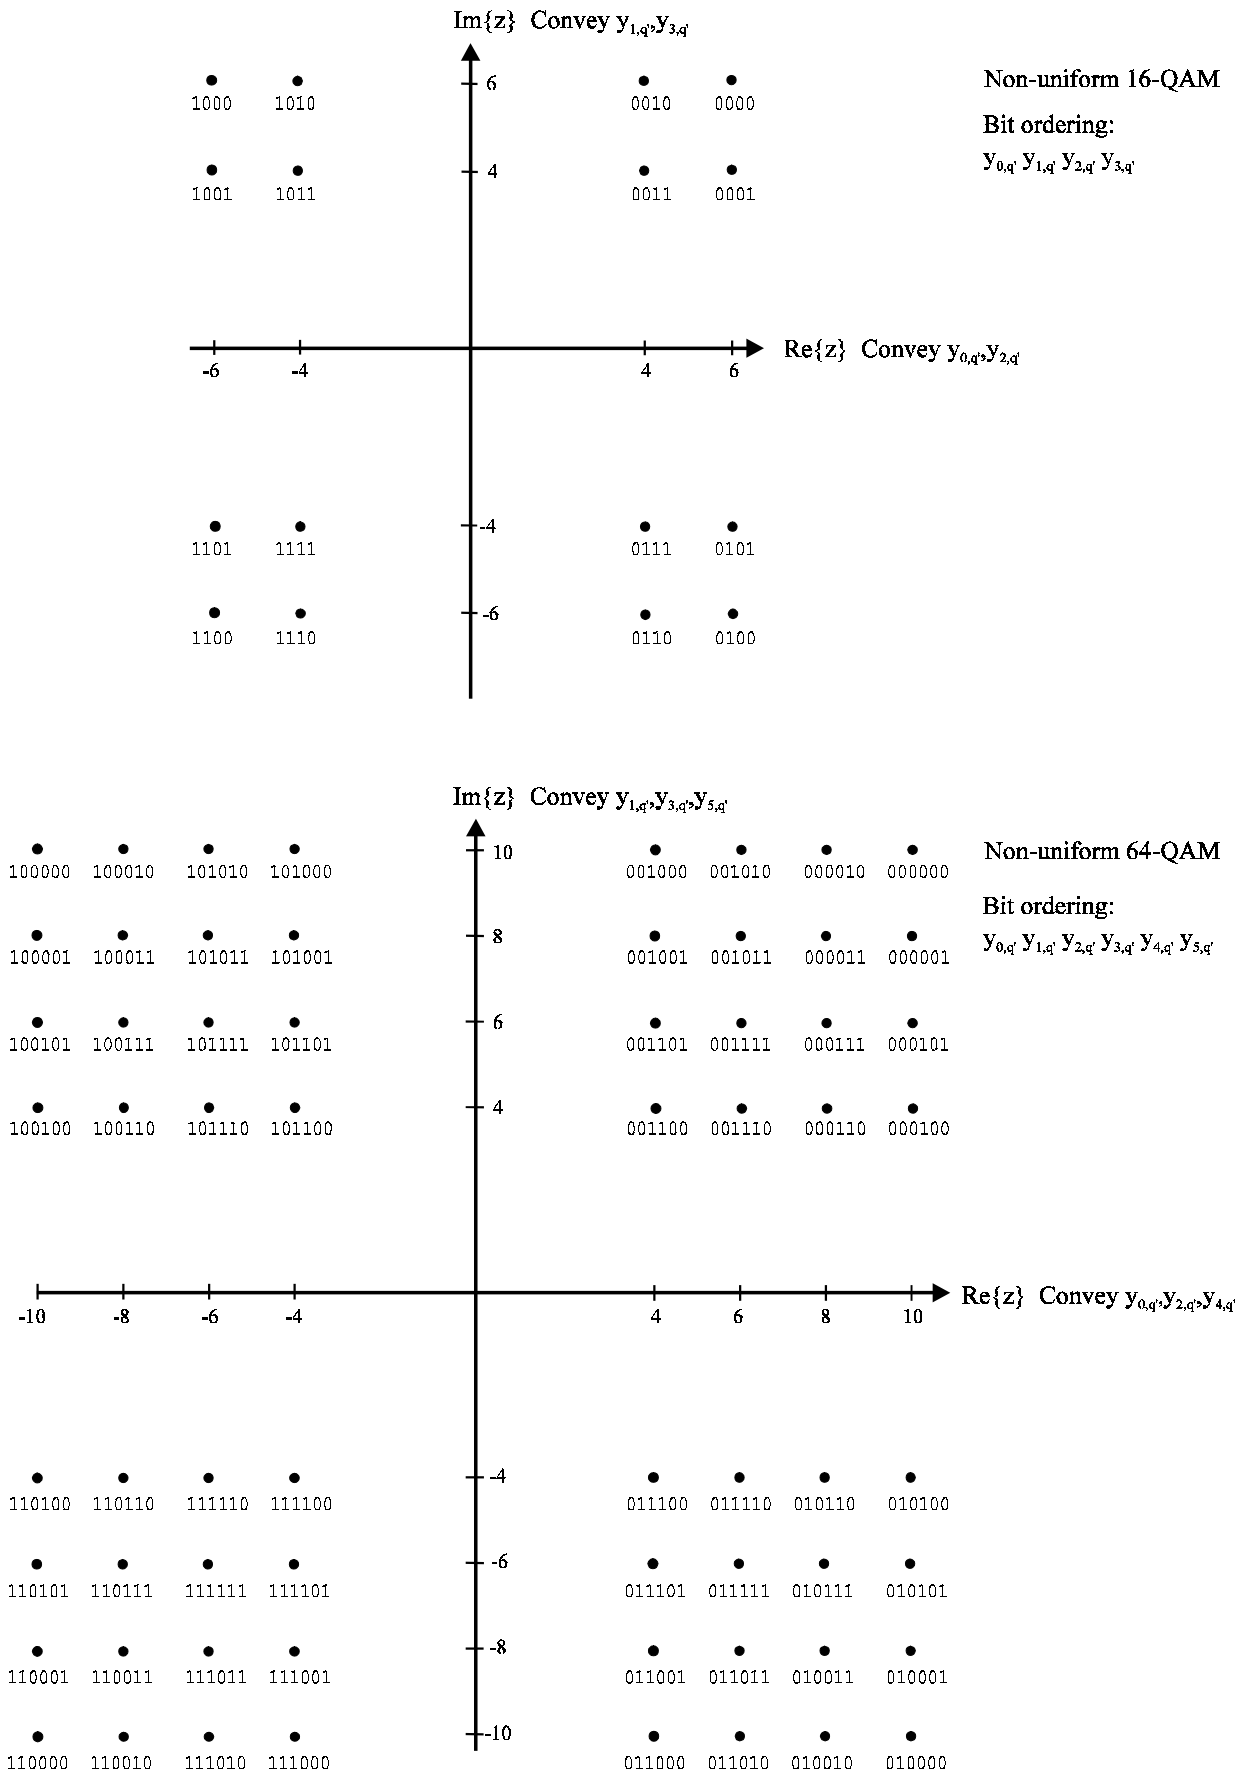 Im{z} Convey y1,q',y3,q'
6
1000 1010 0010 0000
Non-uniform 16-QAM
Bit ordering:
y0,q' y1,q' y2,q' y3,q'
4
1001 1011 0011 0001
Re{z} Convey y0,q',y2,q'
-6 -4 4 6
-4
1101 1111 0111 0101
-6
1100 1110 0110 0100
Im{z} Convey y1,q',y3,q',y5,q'
10
Non-uniform 64-QAM
100000 100010 101010 101000 001000 001010 000010 000000
Bit ordering:
y0,q' y1,q' y2,q' y3,q' y4,q' y5,q'
8
100001 100011 101011 101001 001001 001011 000011 000001
6
100101 100111 101111 101101 001101 001111 000111 000101
4
100100 100110 101110 101100 001100 001110 000110 000100
Re{z} Convey y0,q',y2,q',y4,q'
-10 -8 -6 -4 4 6 8 10
-4
110100 110110 111110 111100 011100 011110 010110 010100
-6
110101 110111 111111 111101 011101 011111 010111 010101
-8
110001 110011 111011 111001 011001 011011 010011 010001
-10
110000 110010 111010 111000 011000 011010 010010 010000